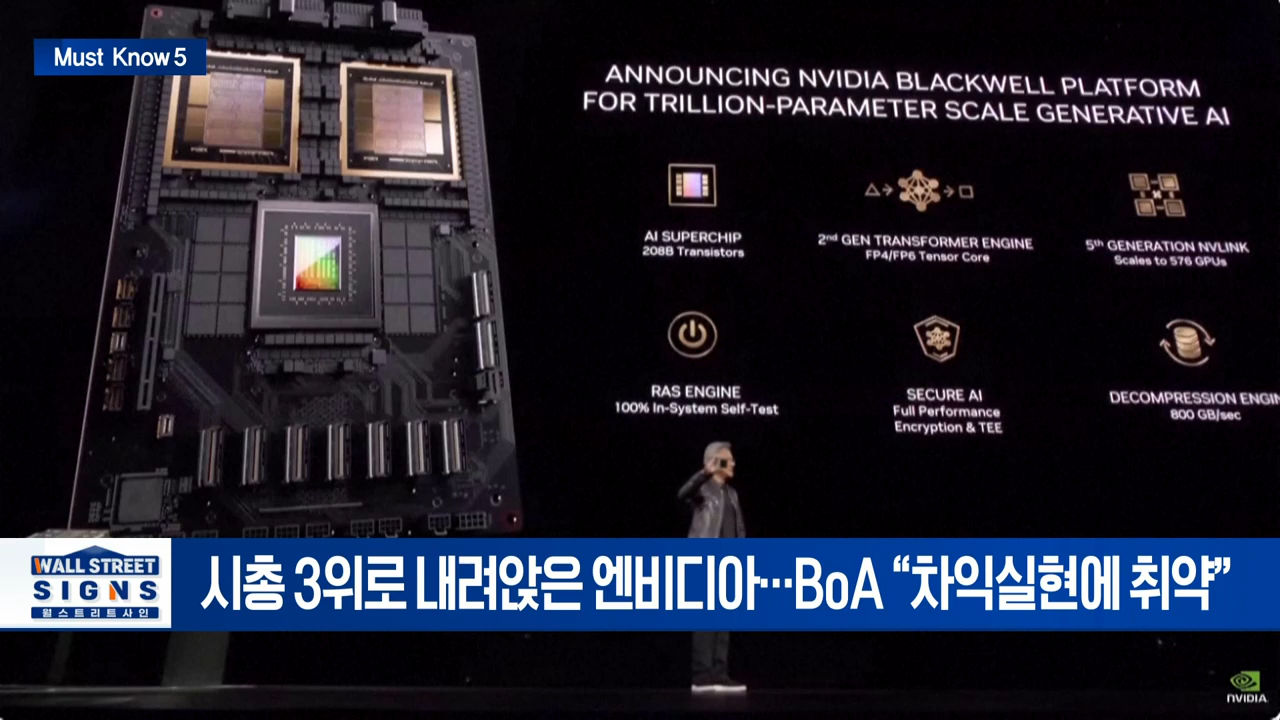 Must Know 5
ANNOUNCING NVIDIA BLACKWELL PLATFORM
FOR TRILLION-PARAMETER SCALE GENERATIVE AI
AI SUPERCHIP
208B Transistors
2nd GEN TRANSFORMER ENGINE
FP4/FP6 Tensor Core
5th GENERATION NVLINK
Scales to 576 GPUs
RAS ENGINE
100% In-System Self-Test
SECURE AI
Full Performance
Encryption & TEE
DECOMPRESSION ENGIN
800 GB/sec
WALL STREET
SIGNS
월스트리트사인
시총 3위로 내려앉은 엔비디아…BoA “차익실현에 취약”
NVIDIA